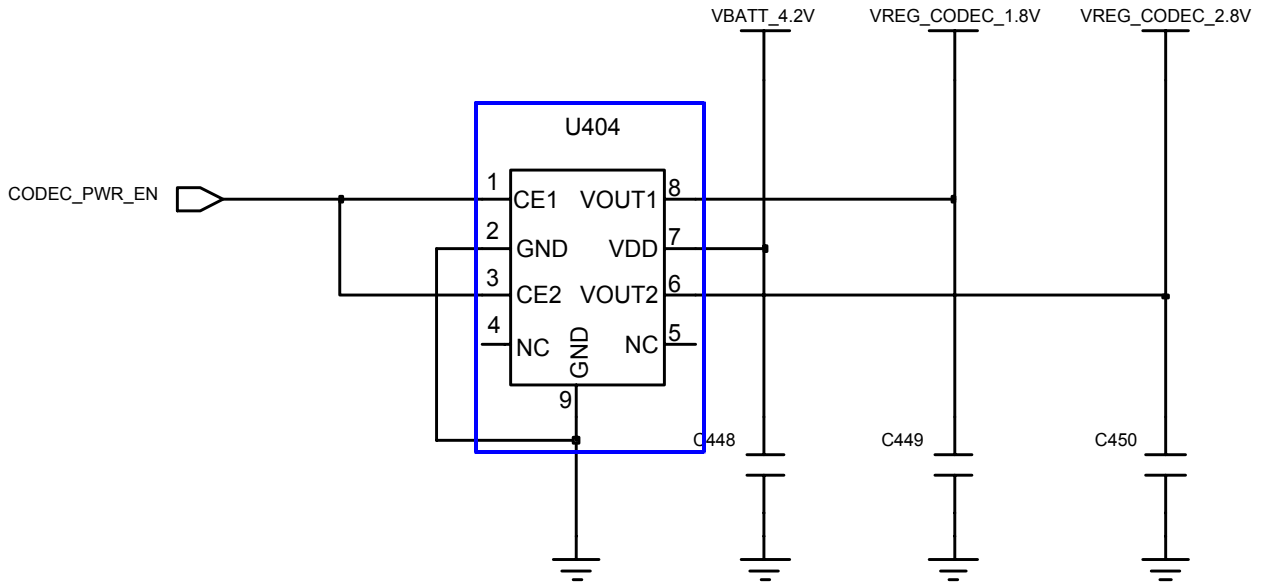 VBATT_4.2V VREG_CODEC_1.8V VREG_CODEC_2.8V
U404
CODEC_PWR_EN
1 CE1 VOUT1 8
2 GND VDD 7
3 CE2 VOUT2 6
4 NC NC 5
GND
9
C448 C449 C450